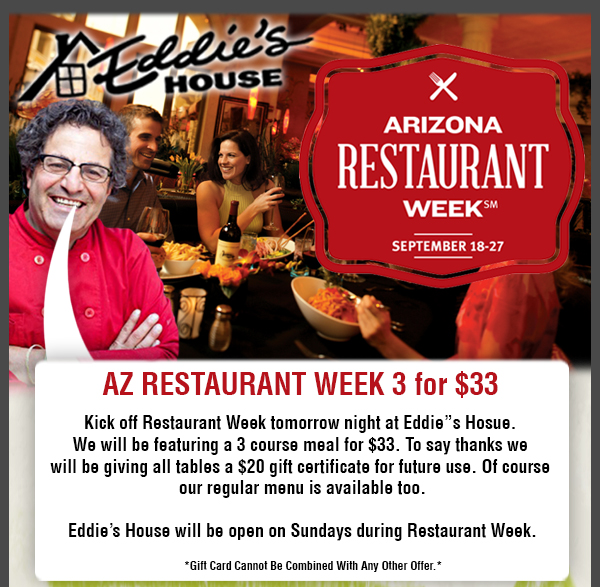 Eddie's
HOUSE
ARIZONA
RESTAURANT
WEEK SM
SEPTEMBER 18-27
AZ RESTAURANT WEEK 3 for $33
Kick off Restaurant Week tomorrow night at Eddie"s Hosue.
We will be featuring a 3 course meal for $33. To say thanks we
will be giving all tables a $20 gift certificate for future use. Of course
our regular menu is available too.
Eddie's House will be open on Sundays during Restaurant Week.
*Gift Card Cannot Be Combined With Any Other Offer.*